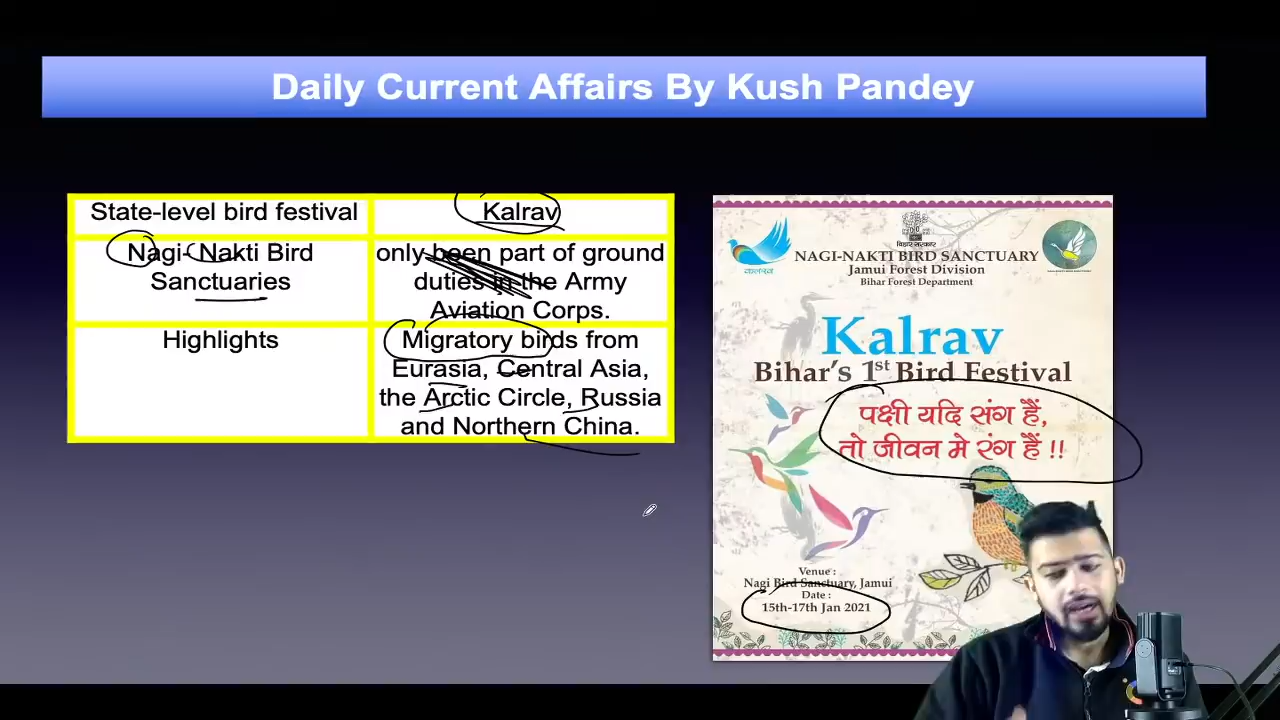 Daily Current Affairs By Kush Pandey
State-level bird festival
Kalrav
Nagi- Nakti Bird
Sanctuaries
only been part of ground
duties in the Army
Aviation Corps.
Highlights
Migratory birds from
Eurasia, Central Asia,
the Arctic Circle, Russia
and Northern China.
बिहार सरकार
कलरव
NAGI-NAKTI BIRD SANCTUARY
Jamui Forest Division
Bihar Forest Department
Kalrav
Bihar's 1st Bird Festival
पक्षी यदि संग हैं,
तो जीवन मे रंग हैं !!
Venue :
Nagi Bird Sanctuary, Jamui
Date :
15th-17th Jan 2021